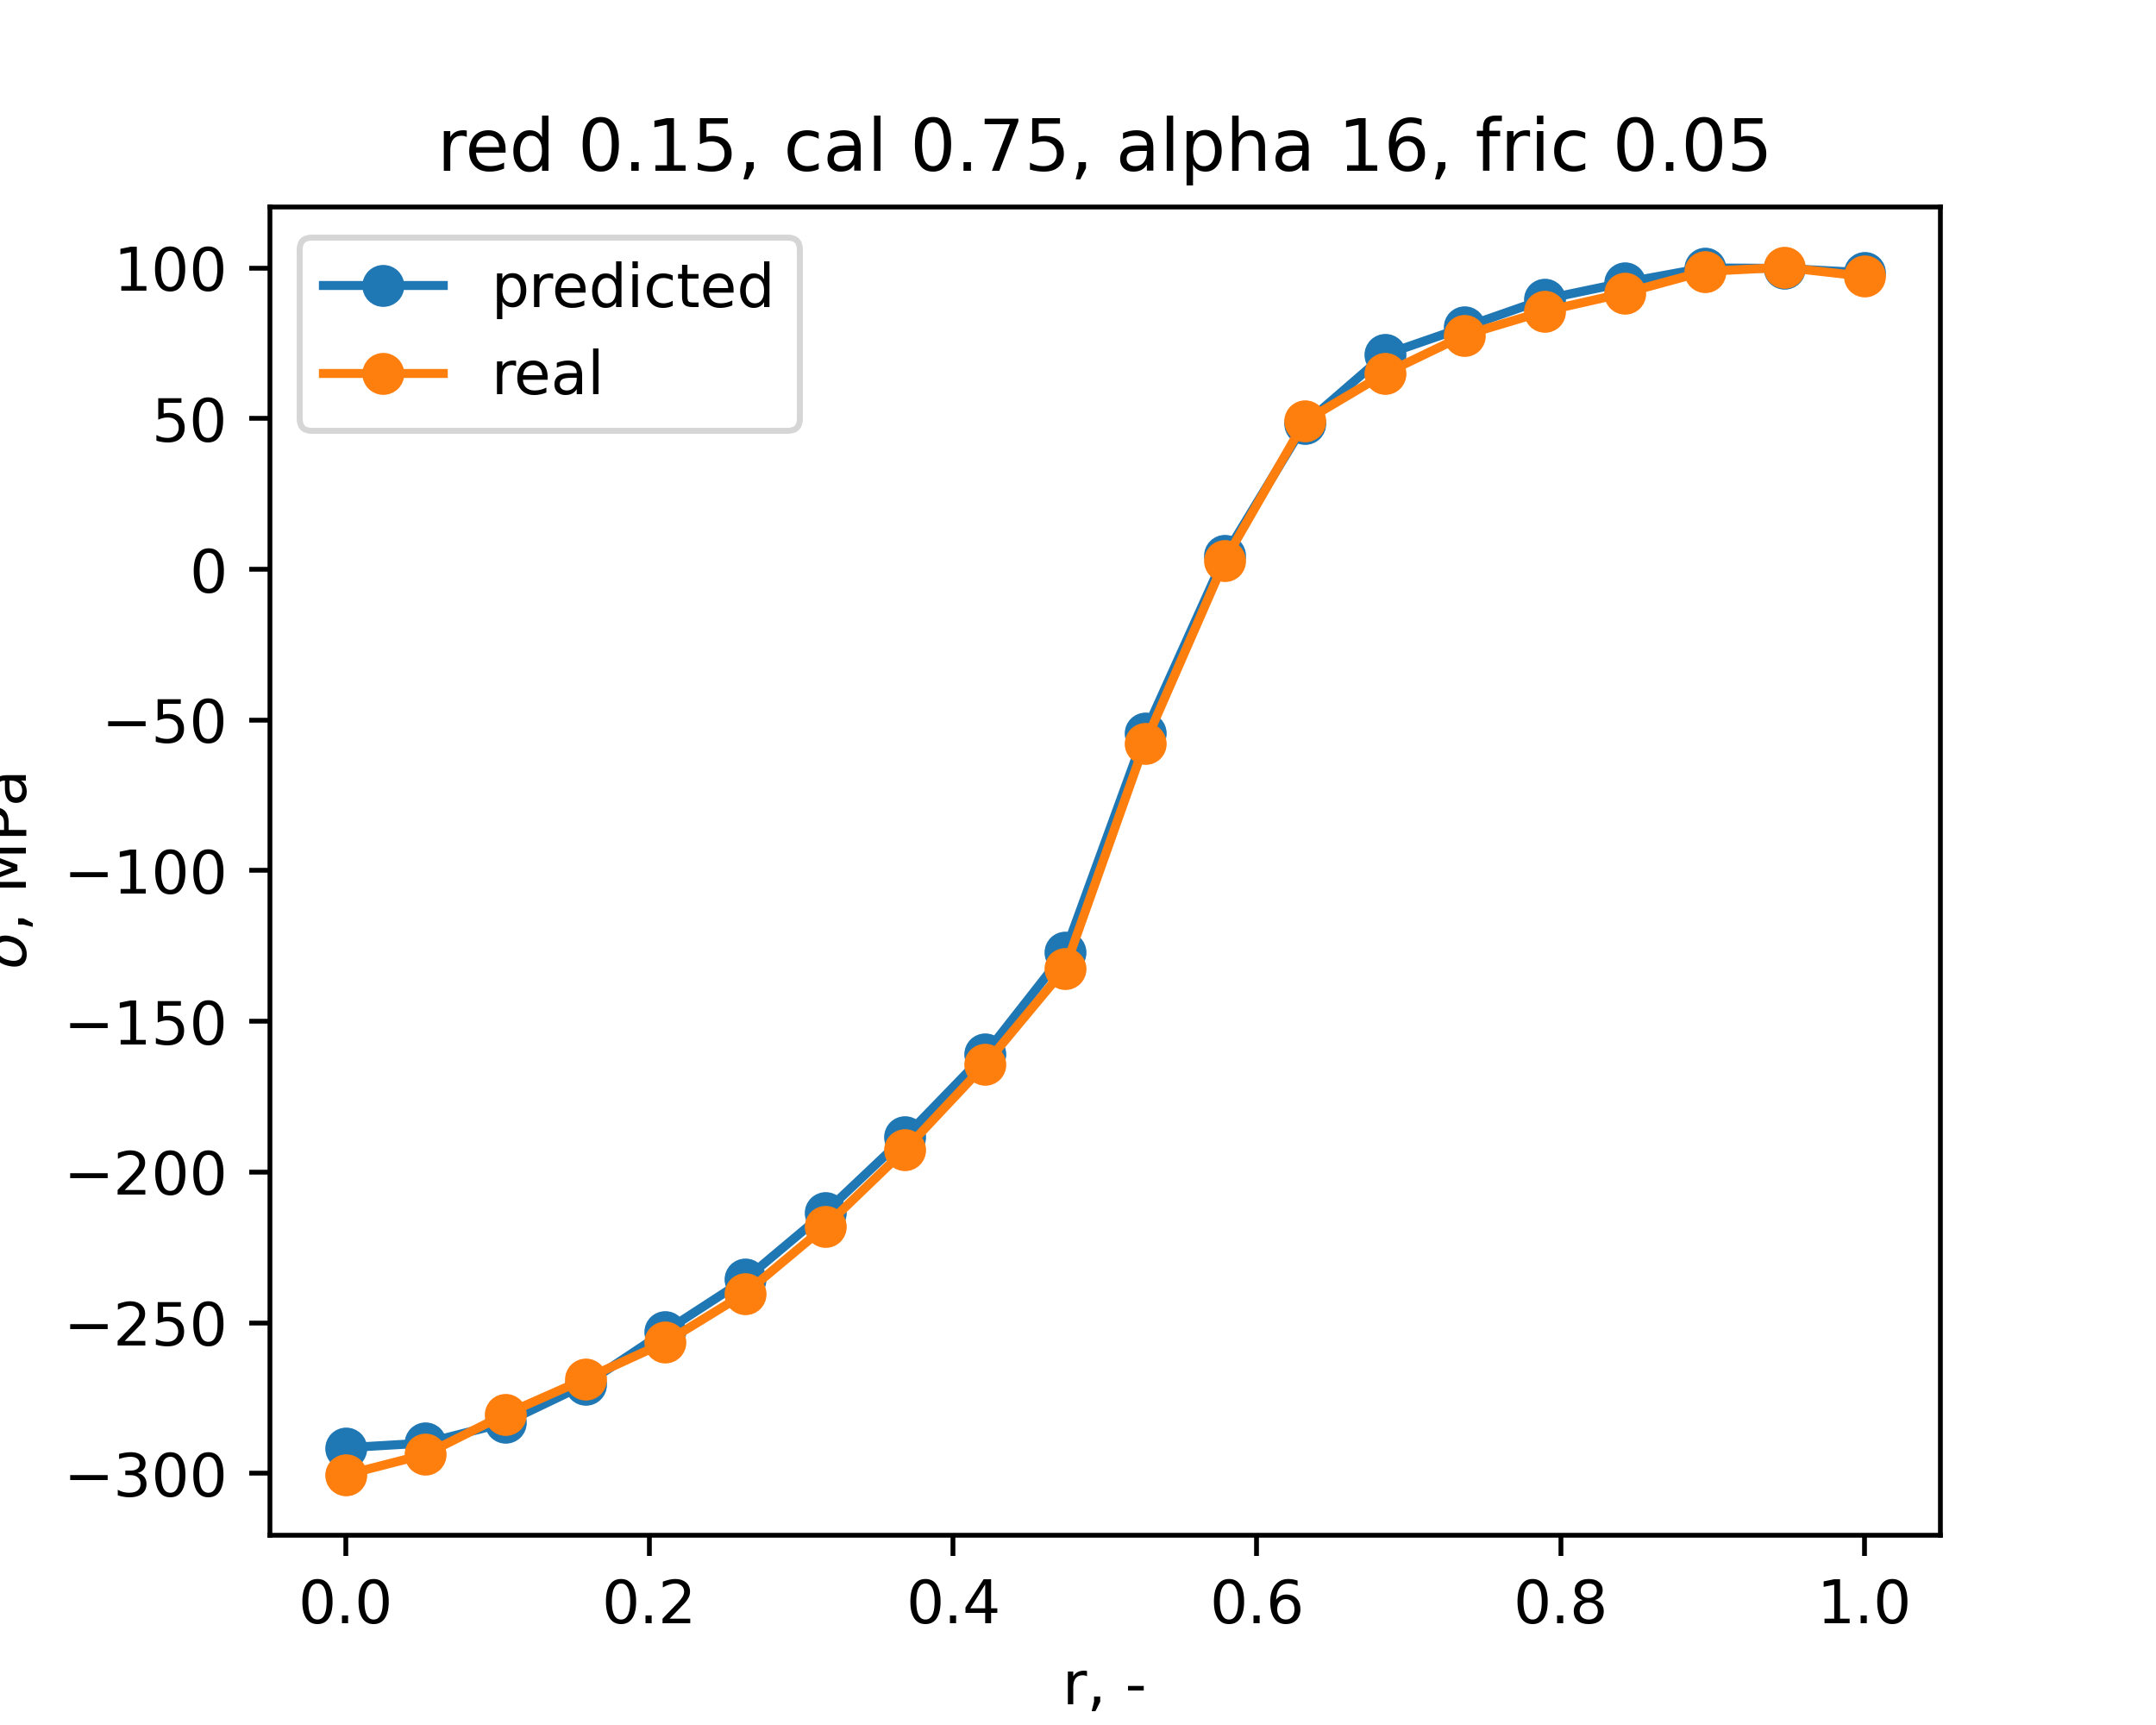 red 0.15, cal 0.75, alpha 16, fric 0.05
predicted
real
100
50
0
−50
−100
−150
−200
−250
−300
σ, MPa
0.0 0.2 0.4 0.6 0.8 1.0
r, -